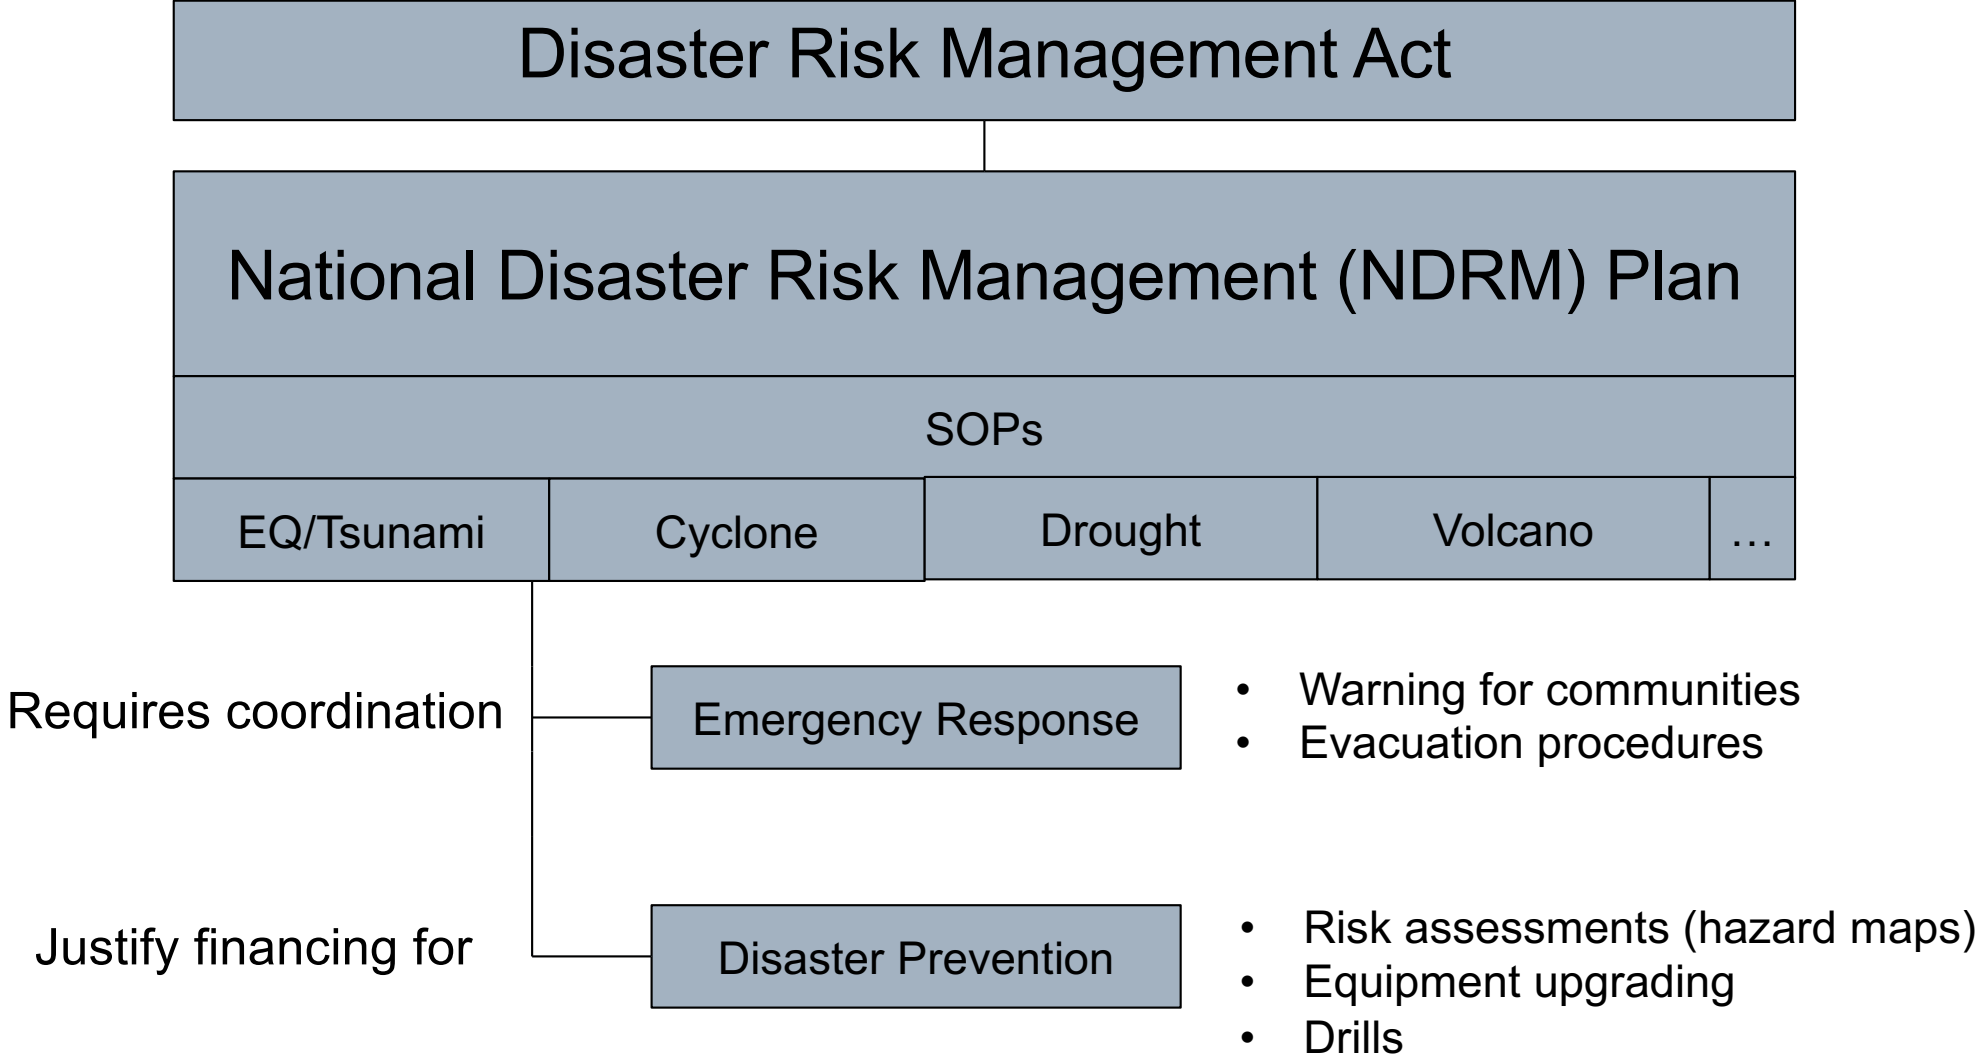 Disaster Risk Management Act
National Disaster Risk Management (NDRM) Plan
SOPs
EQ/Tsunami
Cyclone
Drought
Volcano
…
Requires coordination
Emergency Response
• Warning for communities
• Evacuation procedures
Justify financing for
Disaster Prevention
• Risk assessments (hazard maps)
• Equipment upgrading
• Drills